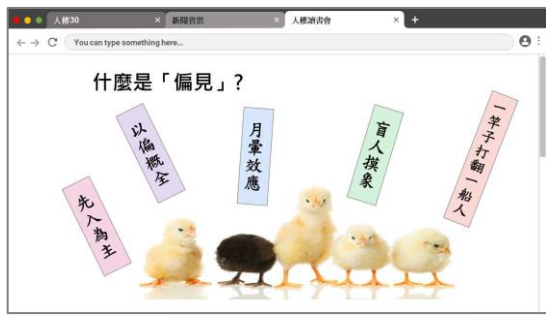 人權30
新聞省思
人權讀書會
You can type something here...
什麼是「偏見」?
先入為主
以偏概全
月暈效應
盲人摸象
一竿子打翻一船人